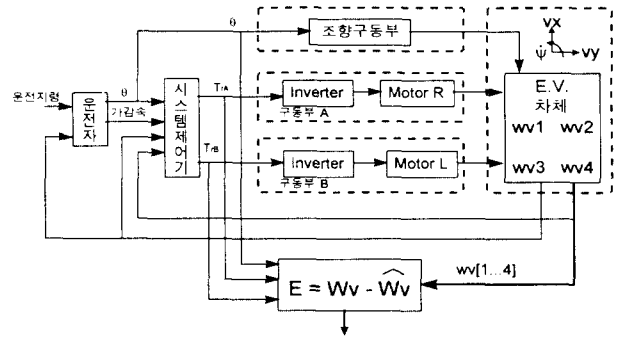 θ
조향구동부
vx
ψ̇
vy
운전지령
운전자
θ
가감속
시스템제어기
TrA
Inverter
Motor R
구동부 A
E.V.
차체
wv1 wv2
wv3 wv4
TrB
Inverter
Motor L
구동부 B
E = Wv - Ŵv
wv[1...4]